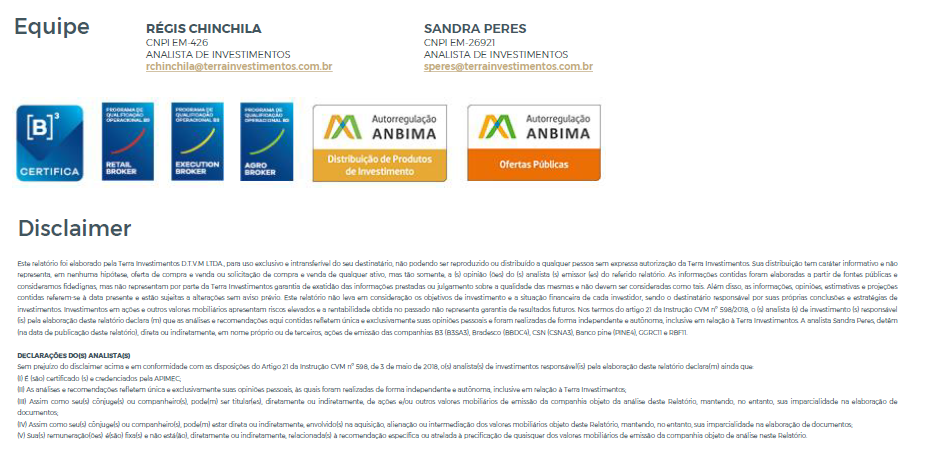 Equipe
RÉGIS CHINCHILA
CNPI EM-426
ANALISTA DE INVESTIMENTOS
rchinchila@terrainvestimentos.com.br
SANDRA PERES
CNPI EM-26921
ANALISTA DE INVESTIMENTOS
speres@terrainvestimentos.com.br
[B]³
CERTIFICA
PROGRAMA DE
QUALIFICAÇÃO
OPERACIONAL B3
RETAIL
BROKER
PROGRAMA DE
QUALIFICAÇÃO
OPERACIONAL B3
EXECUTION
BROKER
PROGRAMA DE
QUALIFICAÇÃO
OPERACIONAL B3
AGRO
BROKER
Autorregulação
ANBIMA
Distribuição de Produtos
de Investimento
Autorregulação
ANBIMA
Ofertas Públicas
Disclaimer
Este relatório foi elaborado pela Terra Investimentos D.T.V.M LTDA., para uso exclusivo e intransferível do seu destinatário, não podendo ser reproduzido ou distribuído a qualquer pessoa sem expressa autorização da Terra Investimentos. Sua distribuição tem caráter informativo e não
representa, em nenhuma hipótese, oferta de compra e venda ou solicitação de compra e venda de qualquer ativo, mas tão somente, a (s) opinião (ões) do (s) analista (s) emissor (es) do referido relatório. As informações contidas foram elaboradas a partir de fontes públicas e
consideramos fidedignas, mas não representam por parte da Terra Investimentos garantia de exatidão das informações prestadas ou julgamento sobre a qualidade das mesmas e não devem ser consideradas como tais. Além disso, as informações, opiniões, estimativas e projeções
contidas referem-se à data presente e estão sujeitas a alterações sem aviso prévio. Este relatório não leva em consideração os objetivos de investimento e a situação financeira de cada investidor, sendo o destinatário responsável por suas próprias conclusões e estratégias de
investimentos. Investimentos em ações e outros valores mobiliários apresentam riscos elevados e a rentabilidade obtida no passado não representa garantia de resultados futuros. Nos termos do artigo 21 da Instrução CVM nº 598/2018, o (s) analista (s) de investimento (s) responsável
(is) pela elaboração deste relatório declara (m) que as análises e recomendações aqui contidas refletem única e exclusivamente suas opiniões pessoais e foram realizadas de forma independente e autônoma, inclusive em relação à Terra Investimentos. A analista Sandra Peres, detêm
(na data de publicação deste relatório), direta ou indiretamente, em nome próprio ou de terceiros, ações de emissão das companhias B3 (B3SA3), Bradesco (BBDC4), CSN (CSNA3), Banco pine (PINE4), GGRC11 e RBF11.
DECLARAÇÕES DO(S) ANALISTA(S)
Sem prejuízo do disclaimer acima e em conformidade com as disposições do Artigo 21 da Instrução CVM nº 598, de 3 de maio de 2018, o(s) analista(s) de investimentos responsável(is) pela elaboração deste relatório declara(m) ainda que:
(I) É (são) certificado (s) e credenciados pela APIMEC;
(II) As análises e recomendações refletem única e exclusivamente suas opiniões pessoais, às quais foram realizadas de forma independente e autônoma, inclusive em relação à Terra Investimentos;
(III) Assim como seu(s) cônjuge(s) ou companheiro(s), pode(m) ser titular(es), diretamente ou indiretamente, de ações e/ou outros valores mobiliários de emissão da companhia objeto da análise deste Relatório, mantendo, no entanto, sua imparcialidade na elaboração de
documentos;
(IV) Assim como seu(s) cônjuge(s) ou companheiro(s), pode(m) estar direta ou indiretamente, envolvido(s) na aquisição, alienação ou intermediação dos valores mobiliários objeto deste Relatório, mantendo, no entanto, sua imparcialidade na elaboração de documentos;
(V) Sua(s) remuneração(ões) é(são) fixa(s) e não está(ão), diretamente ou indiretamente, relacionada(s) à recomendação específica ou atrelada à precificação de quaisquer dos valores mobiliários de emissão da companhia objeto de análise neste Relatório.